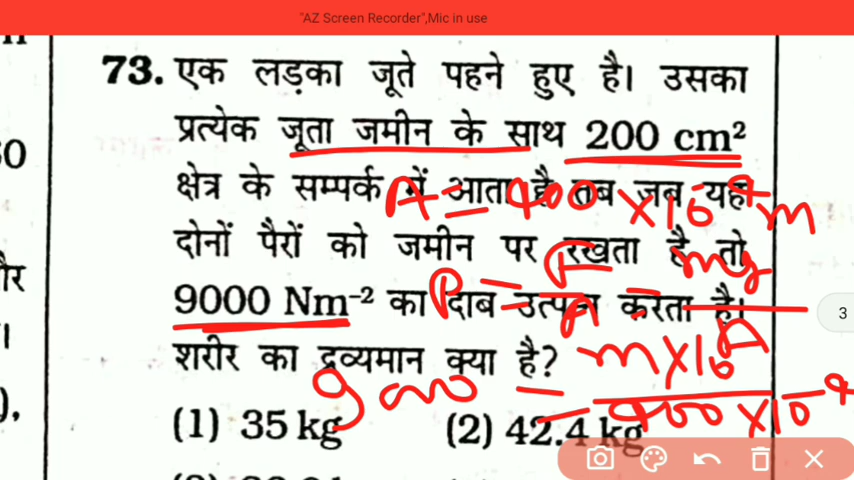 "AZ Screen Recorder",Mic in use
73. एक लड़का जूते पहने हुए है। उसका
प्रत्येक जूता जमीन के साथ 200 cm²
क्षेत्र के सम्पर्क में आता है तब जब यह
A = 400 × 10⁻⁴ m
दोनों पैरों को जमीन पर रखता है तो
P = F/A = mg/A
9000 Nm⁻² का दाब उत्पन्न करता है।
शरीर का द्रव्यमान क्या है?
9000 = m×10/400×10⁻⁴
(1) 35 kg (2) 42.4 kg
3